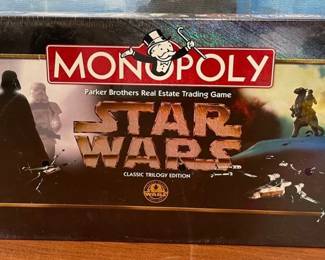 MONOPOLY
Parker Brothers Real Estate Trading Game
STAR
WARS
CLASSIC TRILOGY EDITION